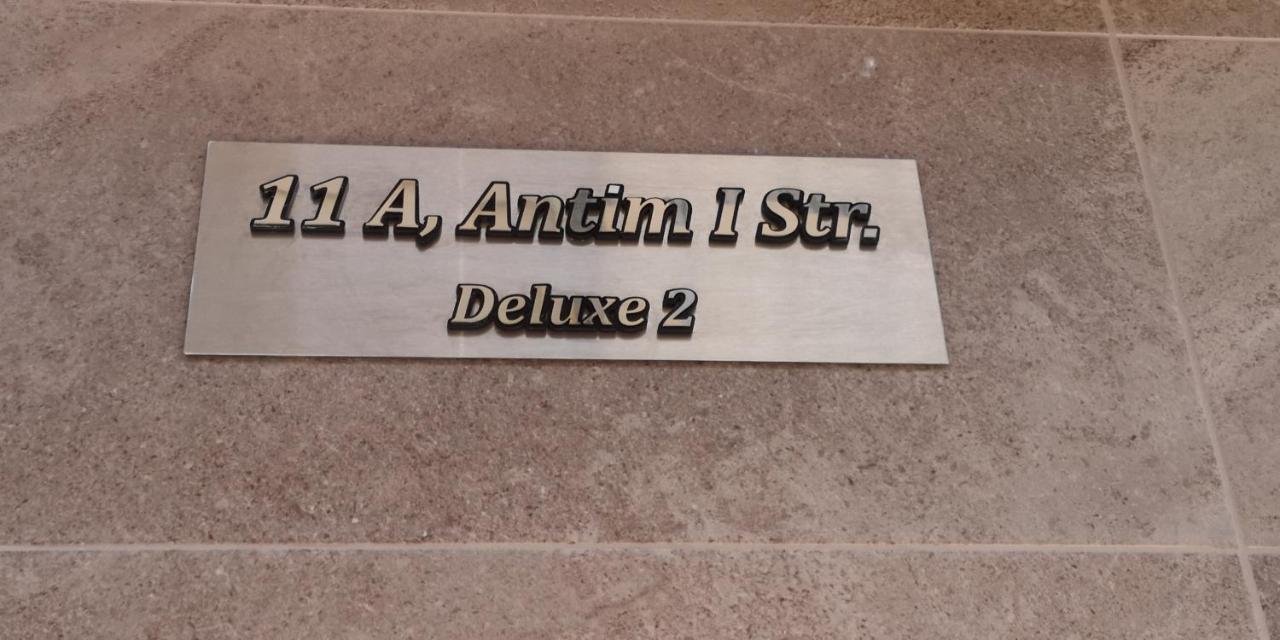 11 A, Antim I Str.
Deluxe 2